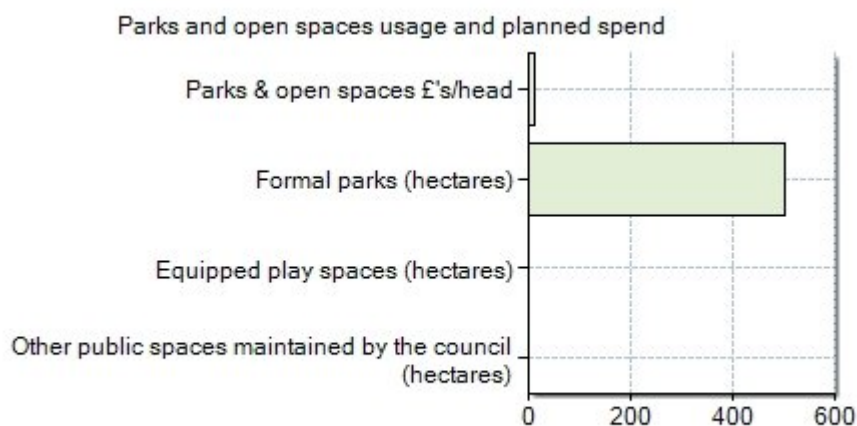 Parks and open spaces usage and planned spend
Parks & open spaces £'s/head
Formal parks (hectares)
Equipped play spaces (hectares)
Other public spaces maintained by the council
(hectares)
0 200 400 600